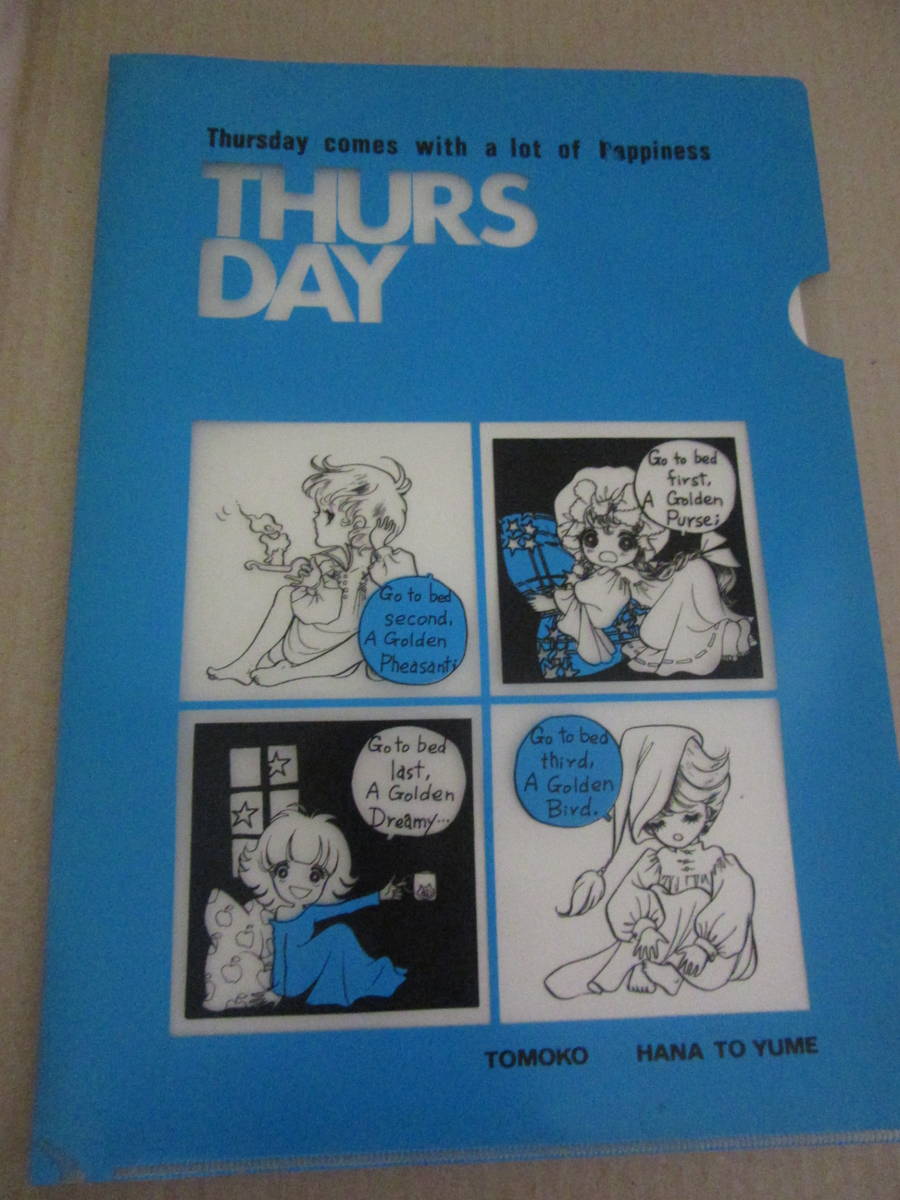 Thursday comes with a lot of happiness
THURS
DAY
Go to bed
second,
A Golden
Pheasant;
Go to bed
first,
A Golden
Purse;
Go to bed
last,
A Golden
Dreamy...
Go to bed
third,
A Golden
Bird.
TOMOKO HANA TO YUME